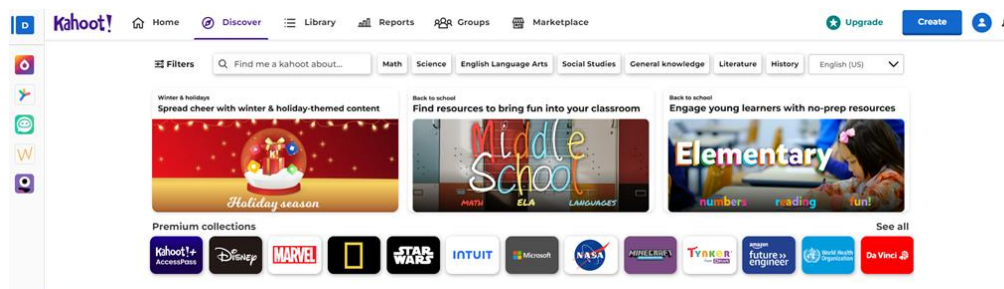 D
Kahoot!
Home
Discover
Library
Reports
Groups
Marketplace
Upgrade
Create
Filters
Find me a kahoot about...
Math
Science
English Language Arts
Social Studies
General knowledge
Literature
History
English (US)
W
Winter & holidays
Spread cheer with winter & holiday-themed content
K!
Holiday season
Back to school
Find resources to bring fun into your classroom
Middle
School
MATH ELA LANGUAGES
Back to school
Engage young learners with no-prep resources
Elementary
numbers reading fun!
Premium collections
See all
Kahoot!+
AccessPass
Disney
MARVEL
STAR
WARS
INTUIT
Microsoft
NASA
MINECRAFT
Tynker
amazon
future
engineer
World Health
Organization
Da Vinci